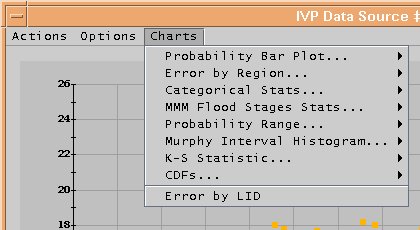 IVP Data Source #
Actions Options Charts
Probability Bar Plot...
Error by Region...
Categorical Stats...
MMM Flood Stages Stats...
Probability Range...
Murphy Interval Histogram...
K-S Statistic...
CDFs...
Error by LID
26
24
22
20
18